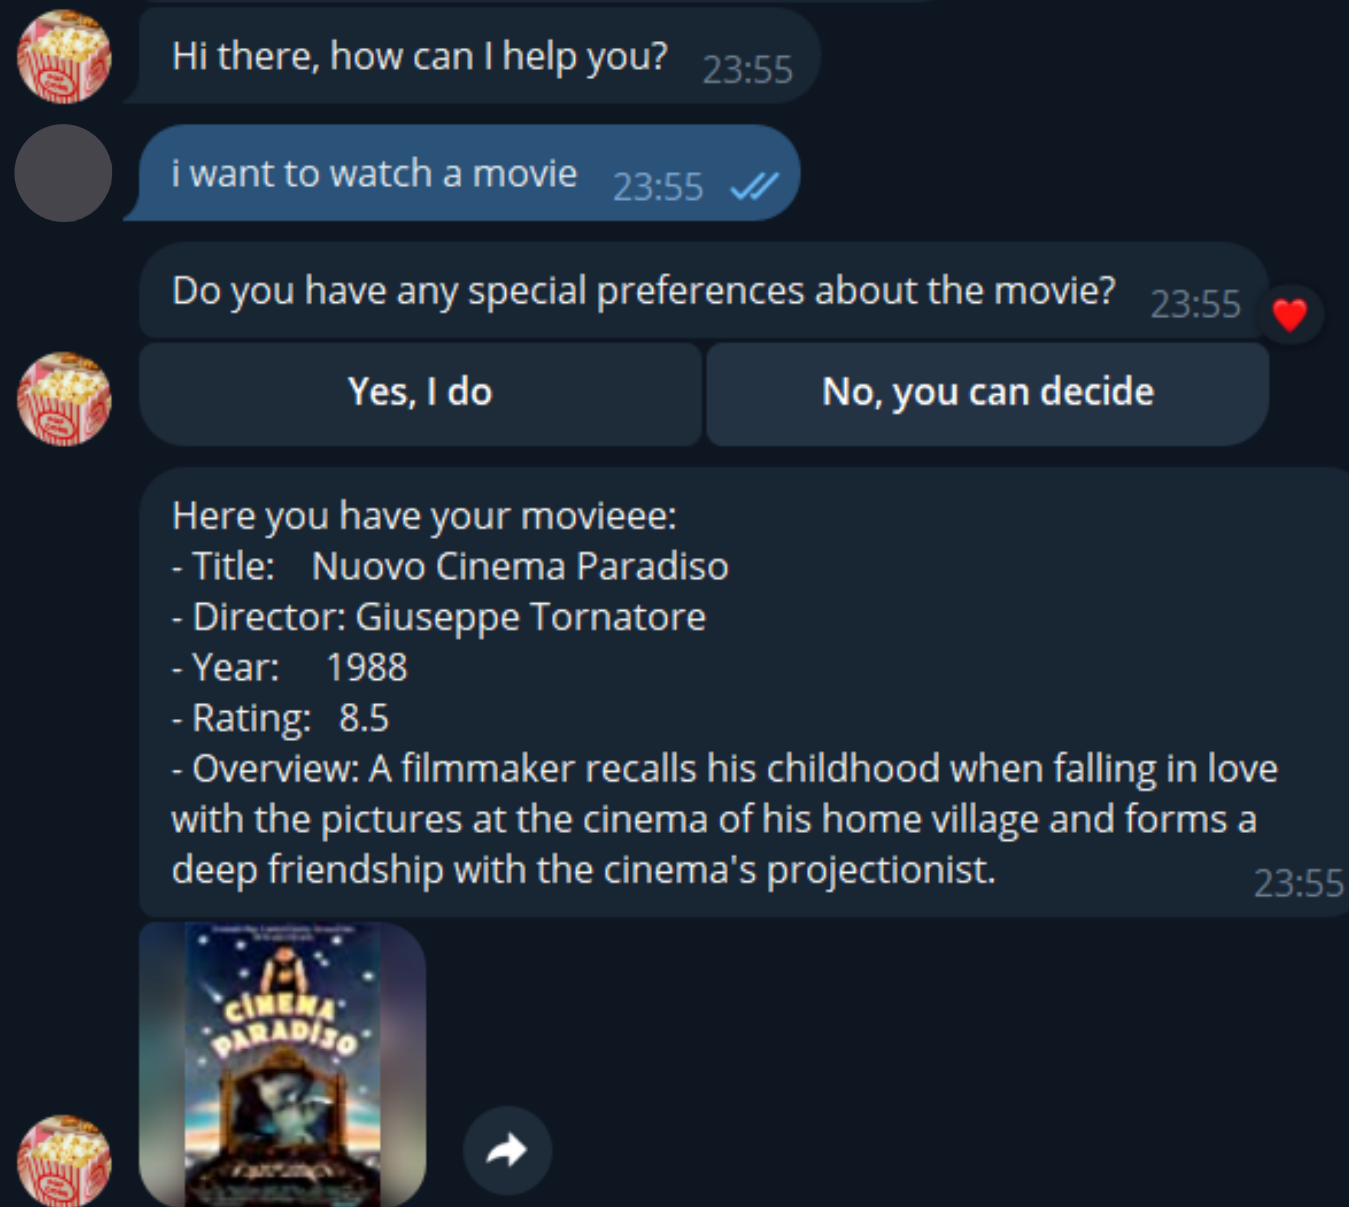 Hi there, how can I help you? 23:55
i want to watch a movie 23:55
Do you have any special preferences about the movie? 23:55
Yes, I do
No, you can decide
Here you have your movieee:
- Title: Nuovo Cinema Paradiso
- Director: Giuseppe Tornatore
- Year: 1988
- Rating: 8.5
- Overview: A filmmaker recalls his childhood when falling in love
with the pictures at the cinema of his home village and forms a
deep friendship with the cinema's projectionist.
23:55
CINEMA
PARADISO